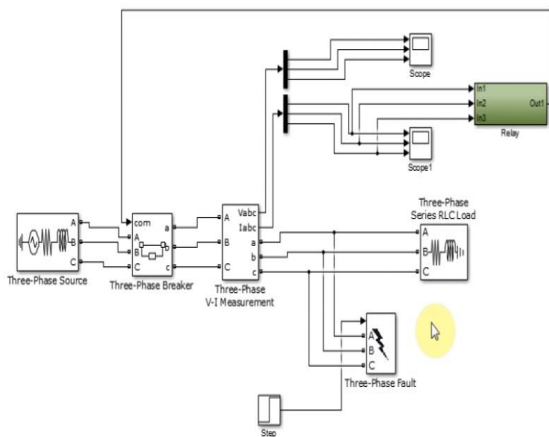 Scope
In1
In2
In3
Out1
Relay
Scope1
Three-Phase
Series RLC Load
Vabc
Iabc
A
B
C
a
b
c
com
A
B
C
a
b
c
A
B
C
Three-Phase Source
Three-Phase Breaker
Three-Phase
V-I Measurement
A
B
C
A
B
C
Three-Phase Fault
Step